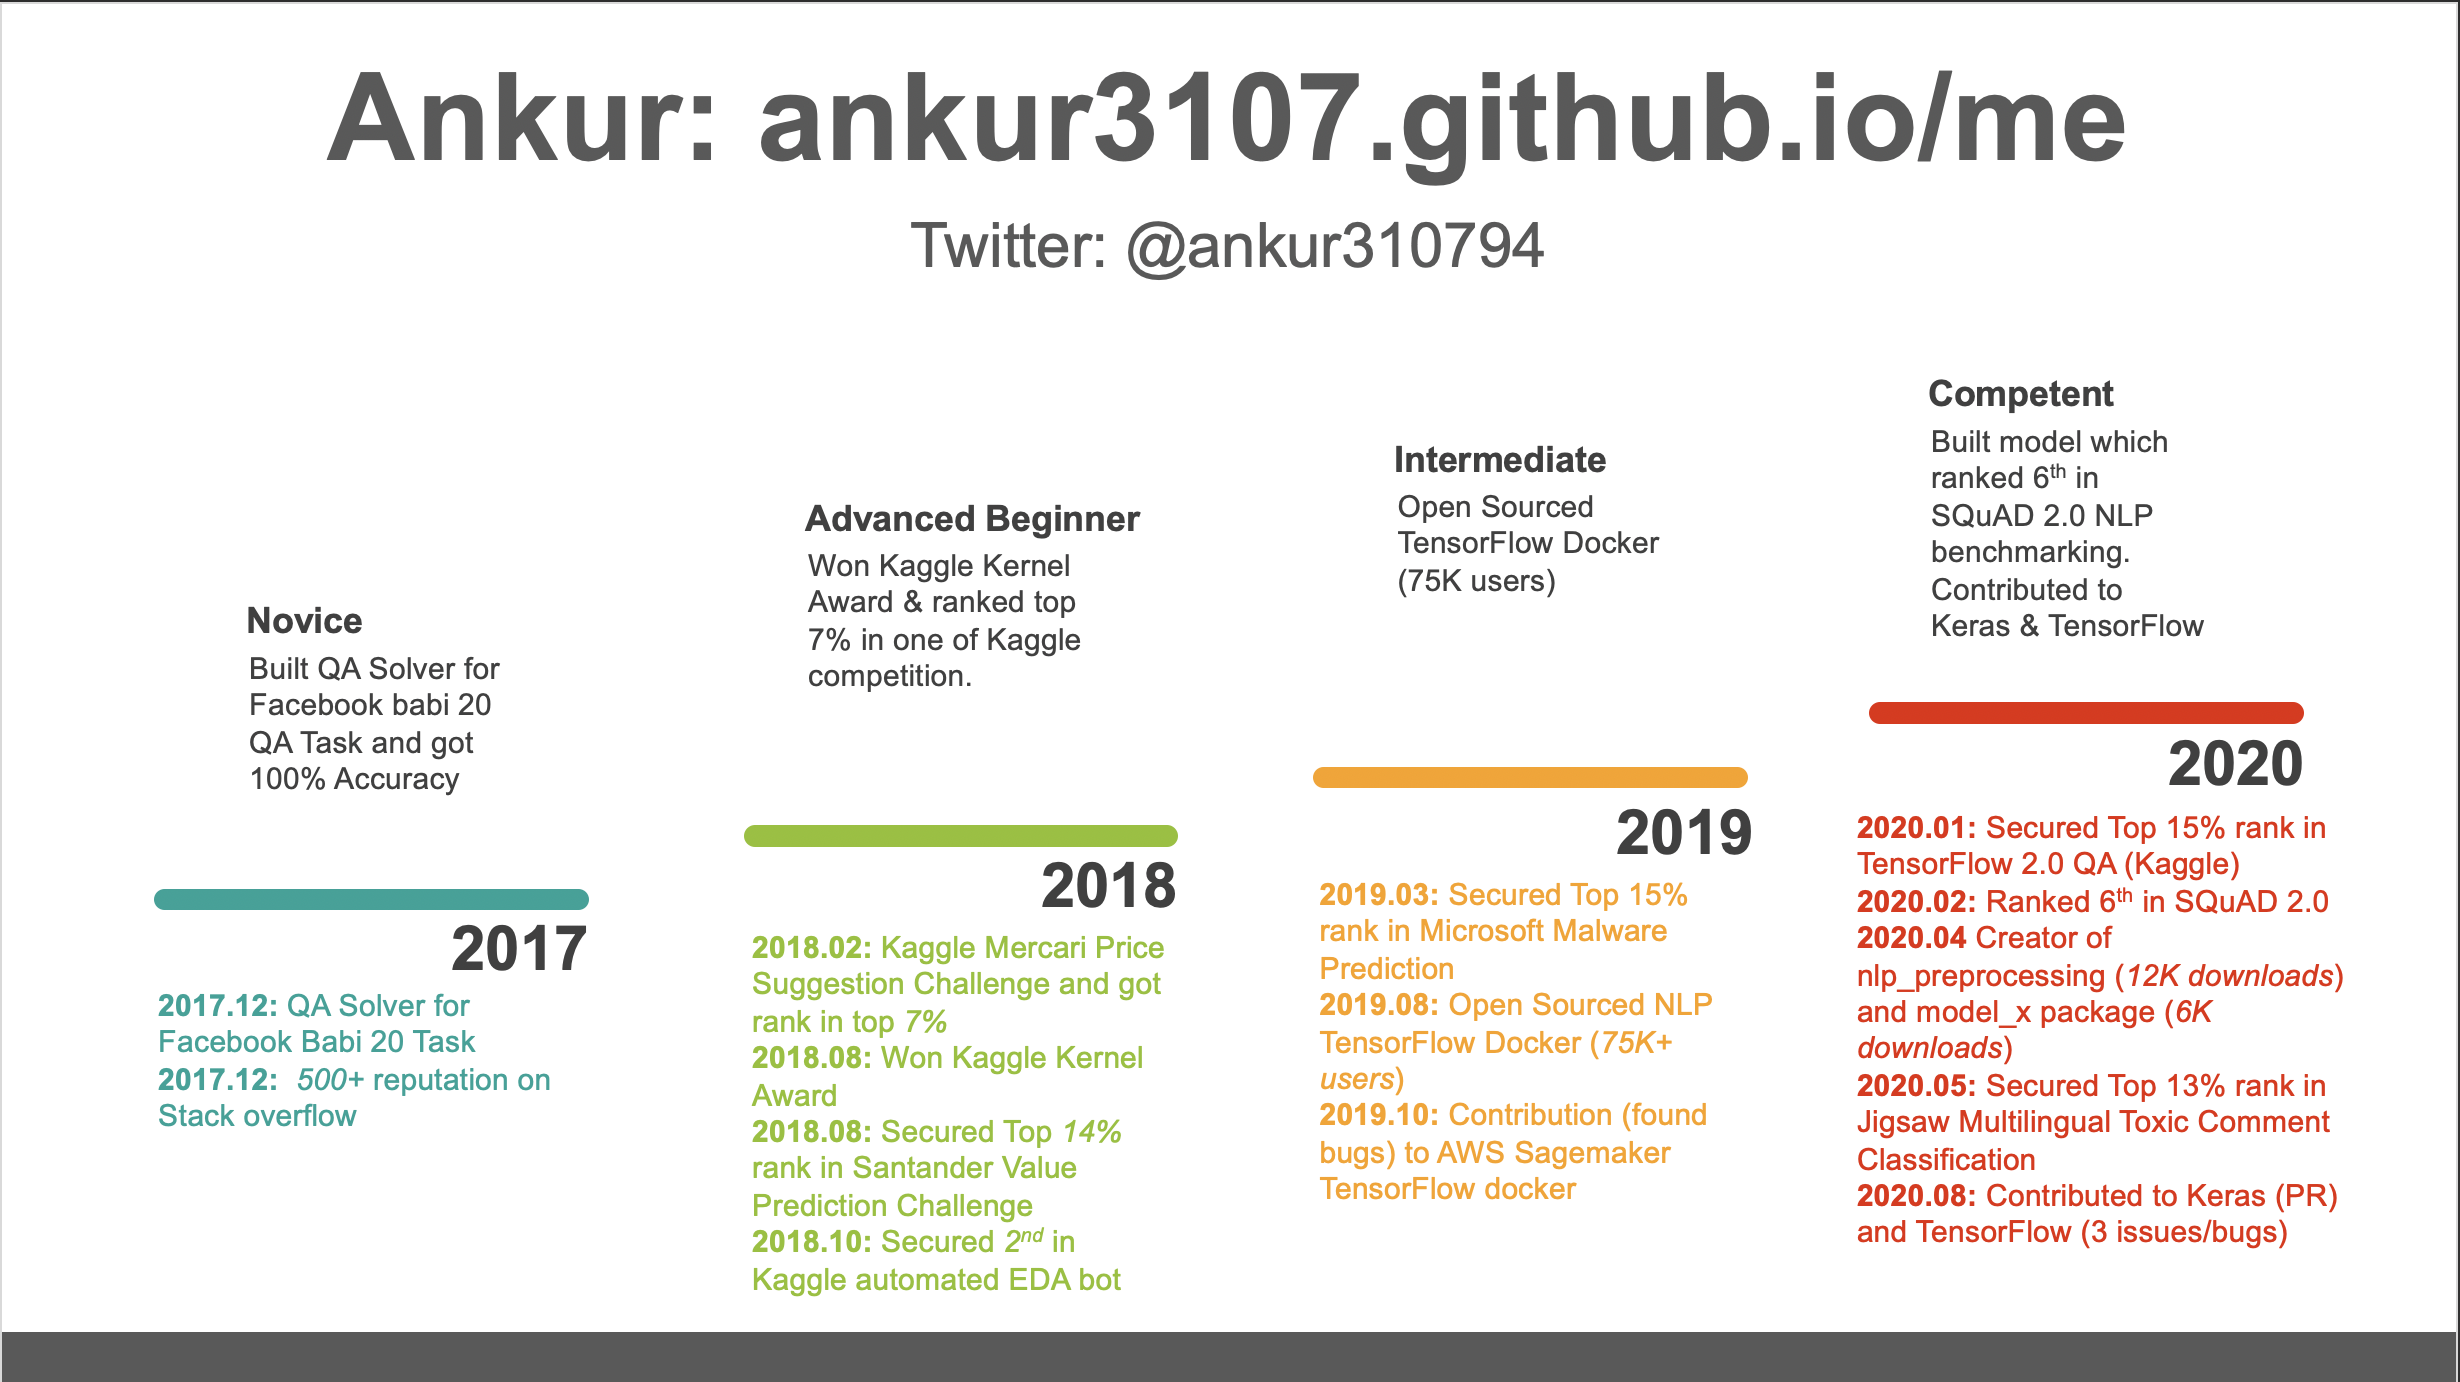 Ankur: ankur3107.github.io/me
Twitter: @ankur310794
Novice
Built QA Solver for
Facebook babi 20
QA Task and got
100% Accuracy
2017
2017.12: QA Solver for
Facebook Babi 20 Task
2017.12:  500+ reputation on
Stack overflow
Advanced Beginner
Won Kaggle Kernel
Award & ranked top
7% in one of Kaggle
competition.
2018
2018.02: Kaggle Mercari Price
Suggestion Challenge and got
rank in top 7%
2018.08: Won Kaggle Kernel
Award
2018.08: Secured Top 14%
rank in Santander Value
Prediction Challenge
2018.10: Secured 2nd in
Kaggle automated EDA bot
Intermediate
Open Sourced
TensorFlow Docker
(75K users)
2019
2019.03: Secured Top 15%
rank in Microsoft Malware
Prediction
2019.08: Open Sourced NLP
TensorFlow Docker (75K+
users)
2019.10: Contribution (found
bugs) to AWS Sagemaker
TensorFlow docker
Competent
Built model which
ranked 6th in
SQuAD 2.0 NLP
benchmarking.
Contributed to
Keras & TensorFlow
2020
2020.01: Secured Top 15% rank in
TensorFlow 2.0 QA (Kaggle)
2020.02: Ranked 6th in SQuAD 2.0
2020.04 Creator of
nlp_preprocessing (12K downloads)
and model_x package (6K
downloads)
2020.05: Secured Top 13% rank in
Jigsaw Multilingual Toxic Comment
Classification
2020.08: Contributed to Keras (PR)
and TensorFlow (3 issues/bugs)